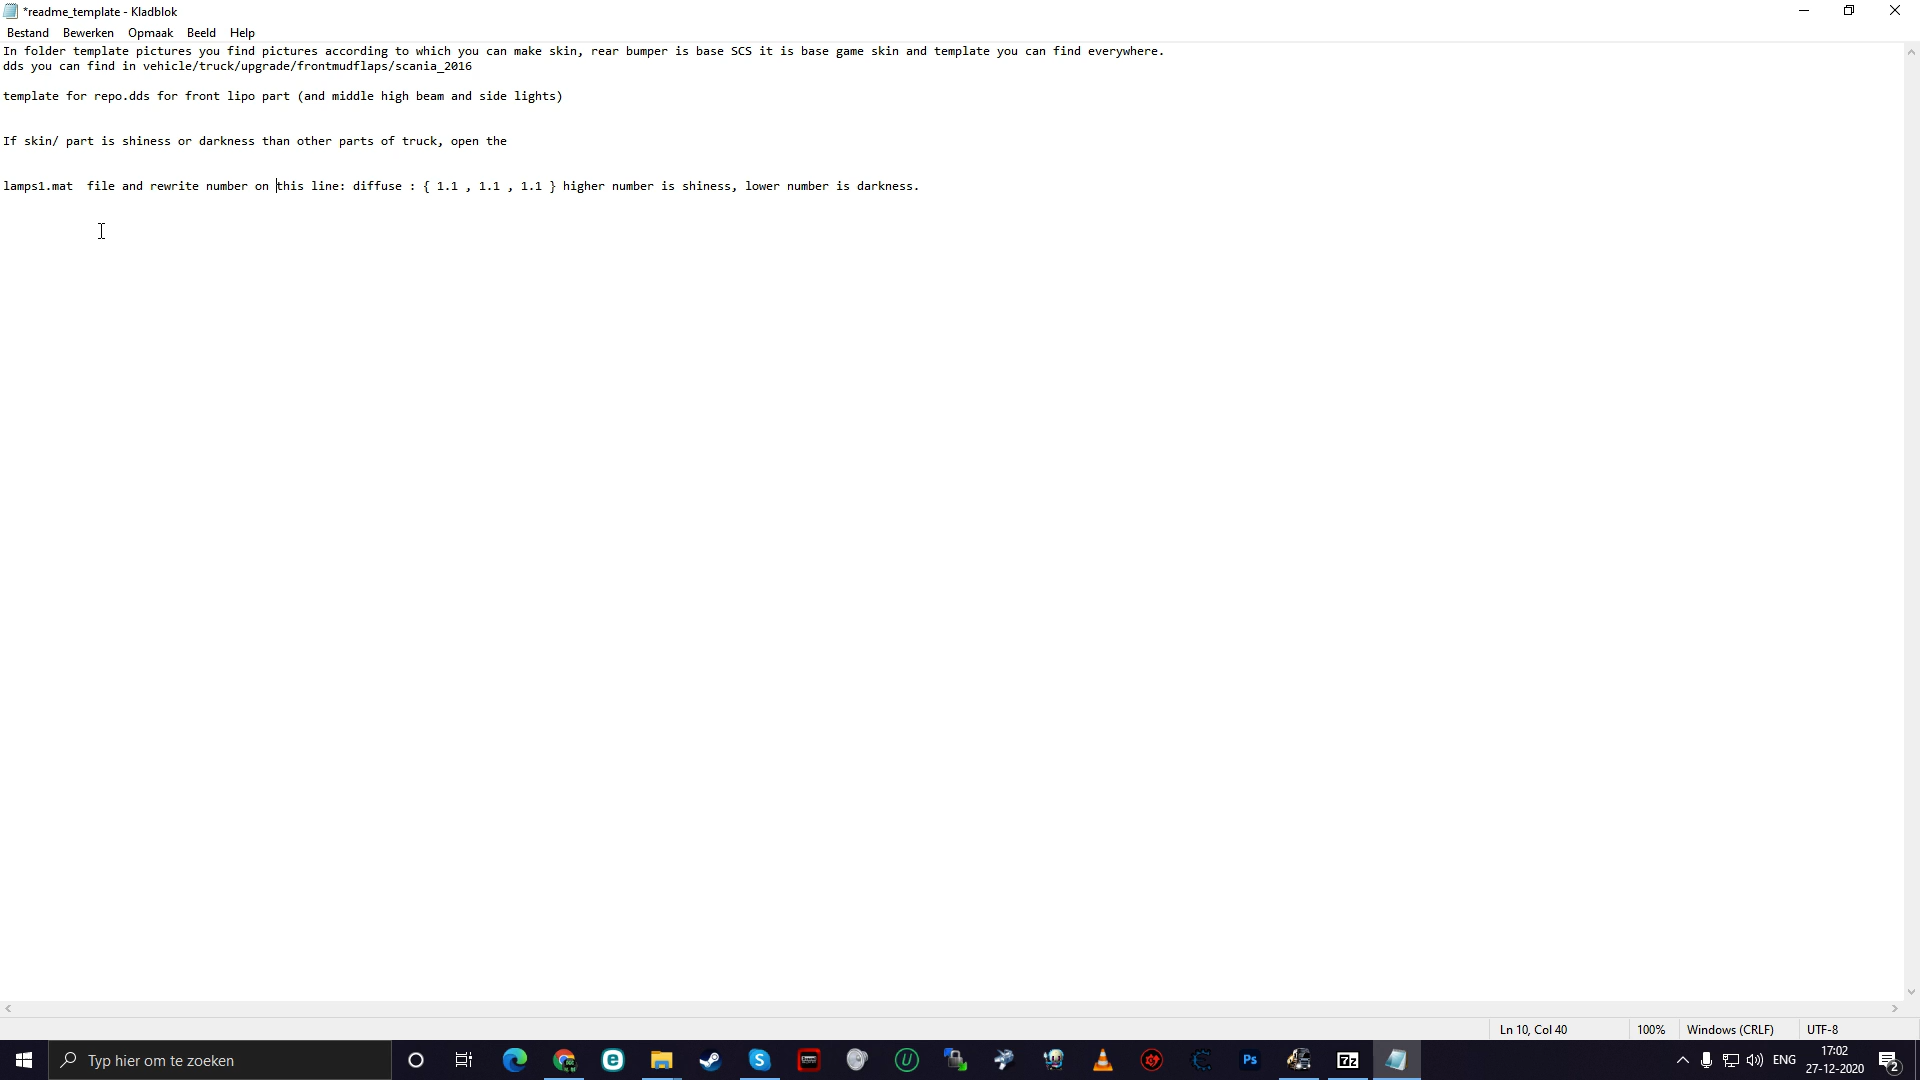 *readme_template - Kladblok
Bestand Bewerken Opmaak Beeld Help
In folder template pictures you find pictures according to which you can make skin, rear bumper is base SCS it is base game skin and template you can find everywhere.
dds you can find in vehicle/truck/upgrade/frontmudflaps/scania_2016
template for repo.dds for front lipo part (and middle high beam and side lights)
If skin/ part is shiness or darkness than other parts of truck, open the
lamps1.mat  file and rewrite number on this line: diffuse : { 1.1 , 1.1 , 1.1 } higher number is shiness, lower number is darkness.
Ln 10, Col 40 100% Windows (CRLF) UTF-8
Typ hier om te zoeken
S
U
Ps
7z
ENG
17:02
27-12-2020
2